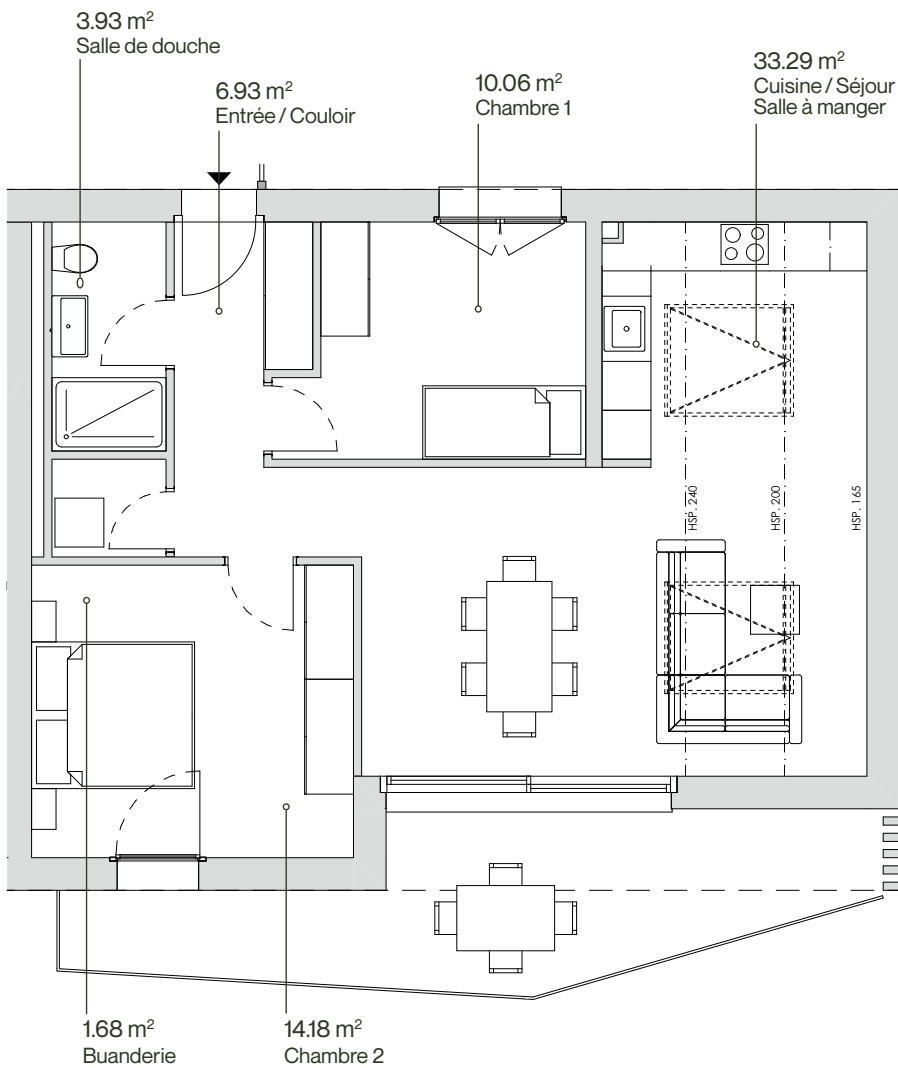 3.93 m²
Salle de douche
6.93 m²
Entrée / Couloir
10.06 m²
Chambre 1
33.29 m²
Cuisine / Séjour
Salle à manger
HSP. 240
HSP. 200
HSP. 165
1.68 m²
Buanderie
14.18 m²
Chambre 2